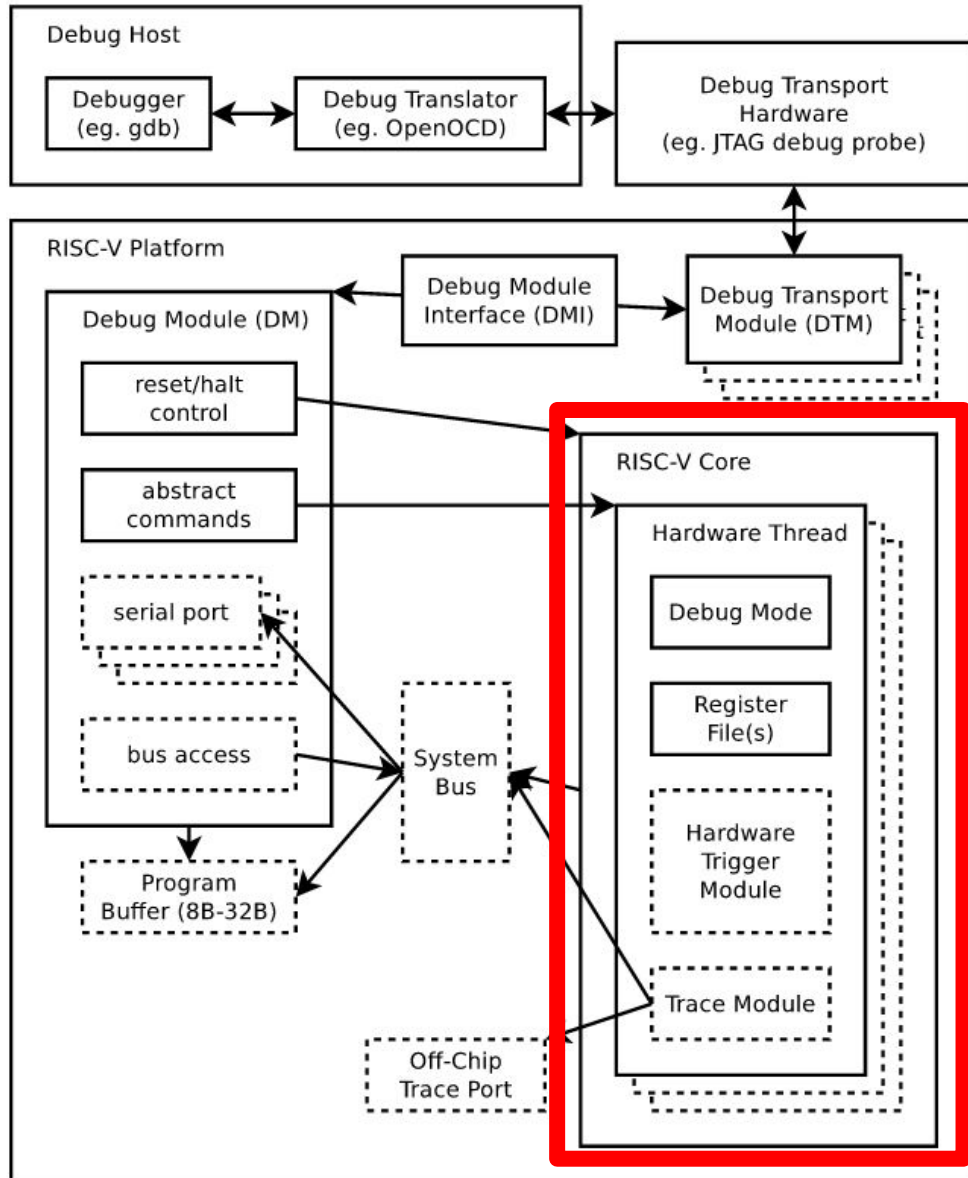 Debug Host
Debugger
(eg. gdb)
Debug Translator
(eg. OpenOCD)
Debug Transport
Hardware
(eg. JTAG debug probe)
RISC-V Platform
Debug Module
Interface (DMI)
Debug Transport
Module (DTM)
Debug Module (DM)
reset/halt
control
abstract
commands
serial port
bus access
Program
Buffer (8B-32B)
System
Bus
RISC-V Core
Hardware Thread
Debug Mode
Register
File(s)
Hardware
Trigger
Module
Trace Module
Off-Chip
Trace Port